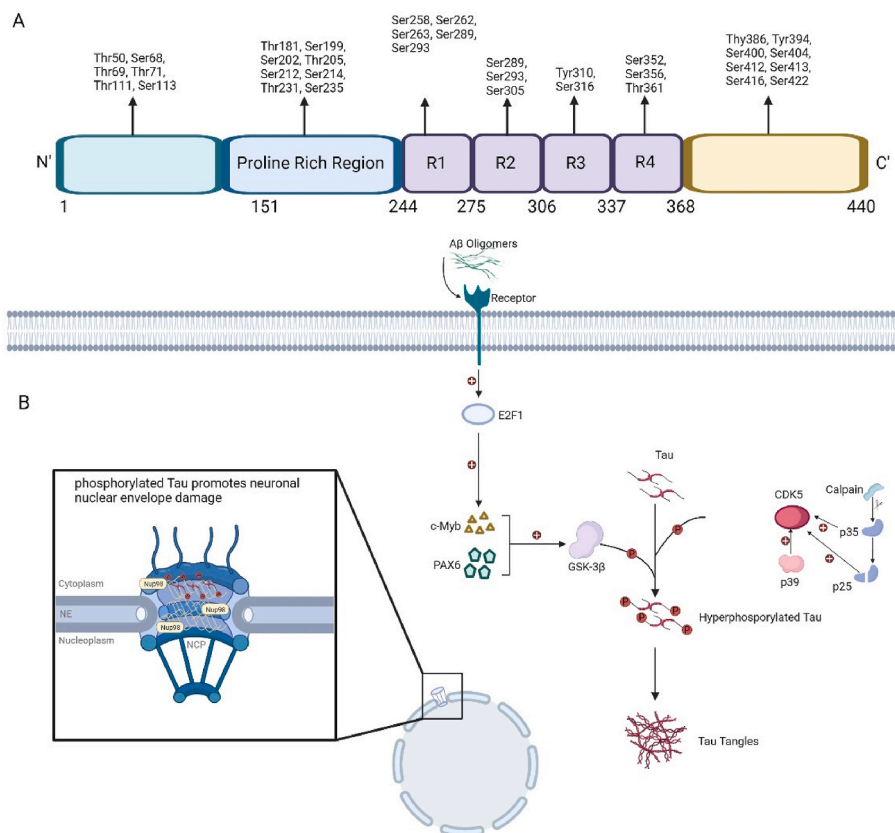 A
Thr50, Ser68,
Thr69, Thr71,
Thr111, Ser113
Thr181, Ser199,
Ser202, Thr205,
Ser212, Ser214,
Thr231, Ser235
Ser258, Ser262,
Ser263, Ser289,
Ser293
Ser289,
Ser293,
Ser305
Tyr310,
Ser316
Ser352,
Ser356,
Thr361
Thy386, Tyr394,
Ser400, Ser404,
Ser412, Ser413,
Ser416, Ser422
N'
Proline Rich Region
R1
R2
R3
R4
C'
1
151
244
275
306
337
368
440
Aβ Oligomers
Receptor
B
E2F1
c-Myb
PAX6
GSK-3β
Tau
P
P
P
P
P
P
Hyperphosporylated Tau
Tau Tangles
CDK5
Calpain
p35
p39
p25
phosphorylated Tau promotes neuronal
nuclear envelope damage
Cytoplasm
Nup98
NE
Nup98
Nup98
Nucleoplasm
NCP